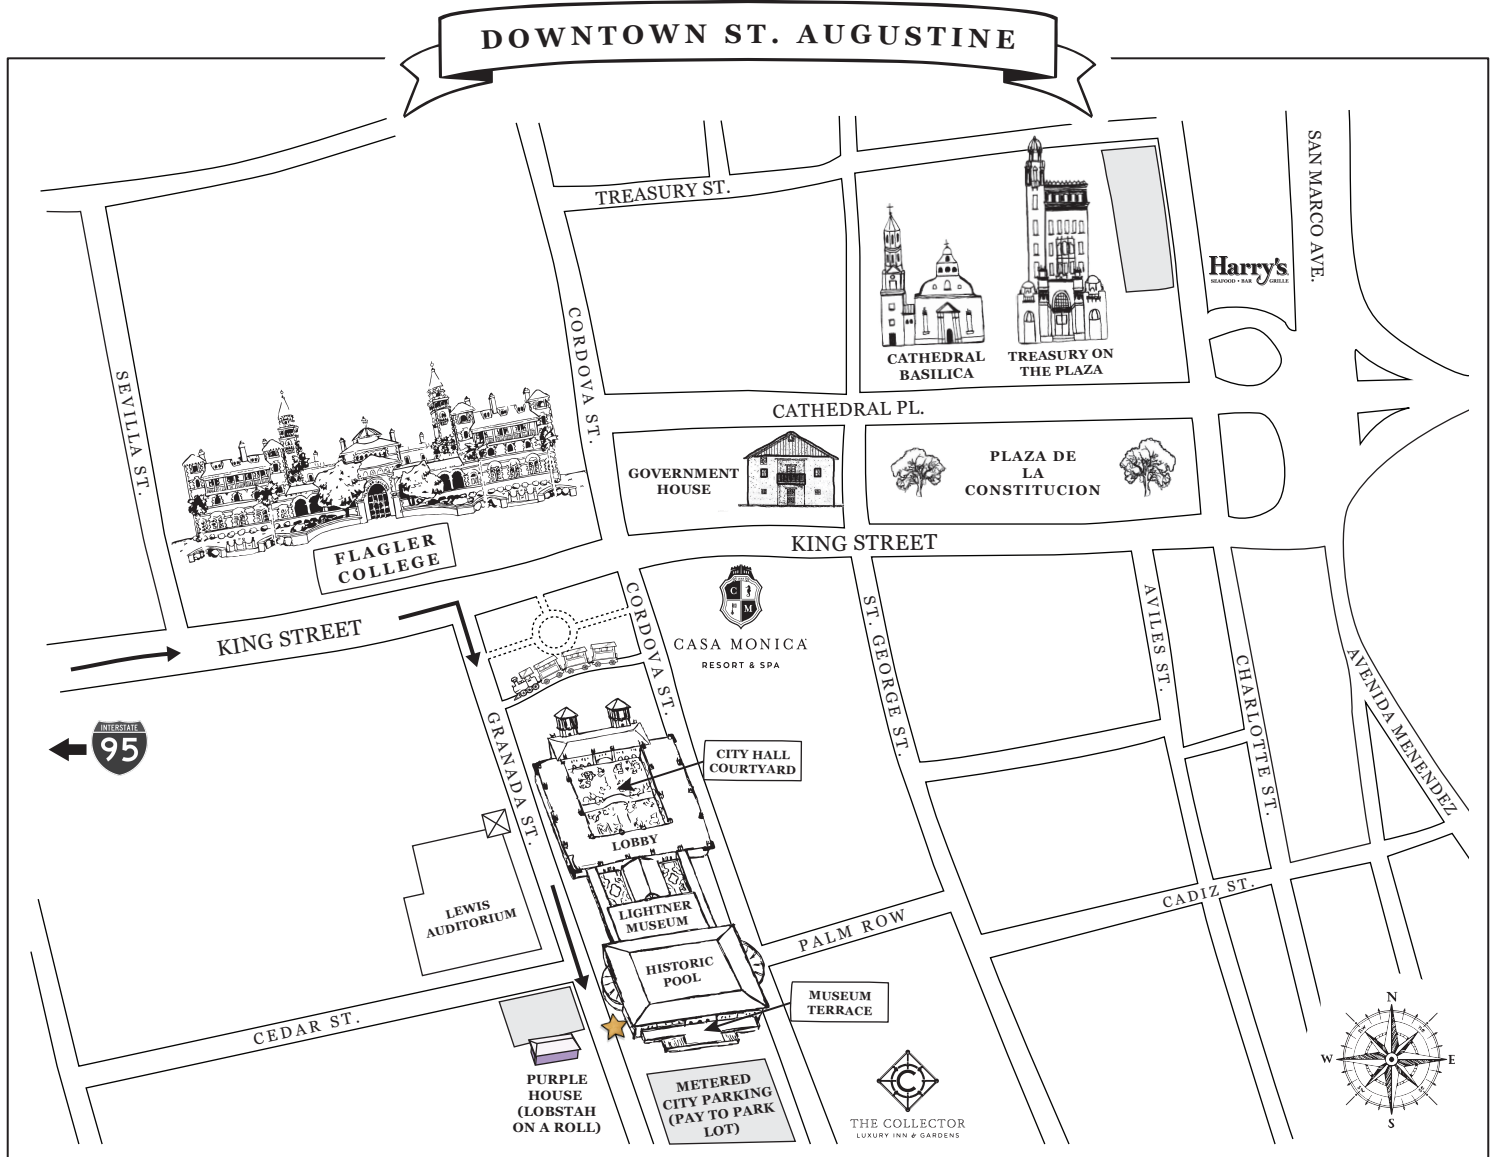 DOWNTOWN ST. AUGUSTINE
TREASURY ST.
SAN MARCO AVE.
Harry's
SEAFOOD • BAR GRILLE
CORDOVA ST.
CATHEDRAL
BASILICA
TREASURY ON
THE PLAZA
SEVILLA ST.
CATHEDRAL PL.
GOVERNMENT
HOUSE
PLAZA DE
LA
CONSTITUCION
FLAGLER
COLLEGE
KING STREET
KING STREET
C M
CASA MONICA
RESORT & SPA
CORDOVA ST.
ST. GEORGE ST.
AVILES ST.
CHARLOTTE ST.
AVENIDA MENENDEZ
INTERSTATE
95
GRANADA ST.
CITY HALL
COURTYARD
LOBBY
LEWIS
AUDITORIUM
LIGHTNER
MUSEUM
PALM ROW
CADIZ ST.
HISTORIC
POOL
MUSEUM
TERRACE
CEDAR ST.
PURPLE
HOUSE
(LOBSTAH
ON A ROLL)
METERED
CITY PARKING
(PAY TO PARK
LOT)
C
THE COLLECTOR
LUXURY INN & GARDENS
N
W E
S